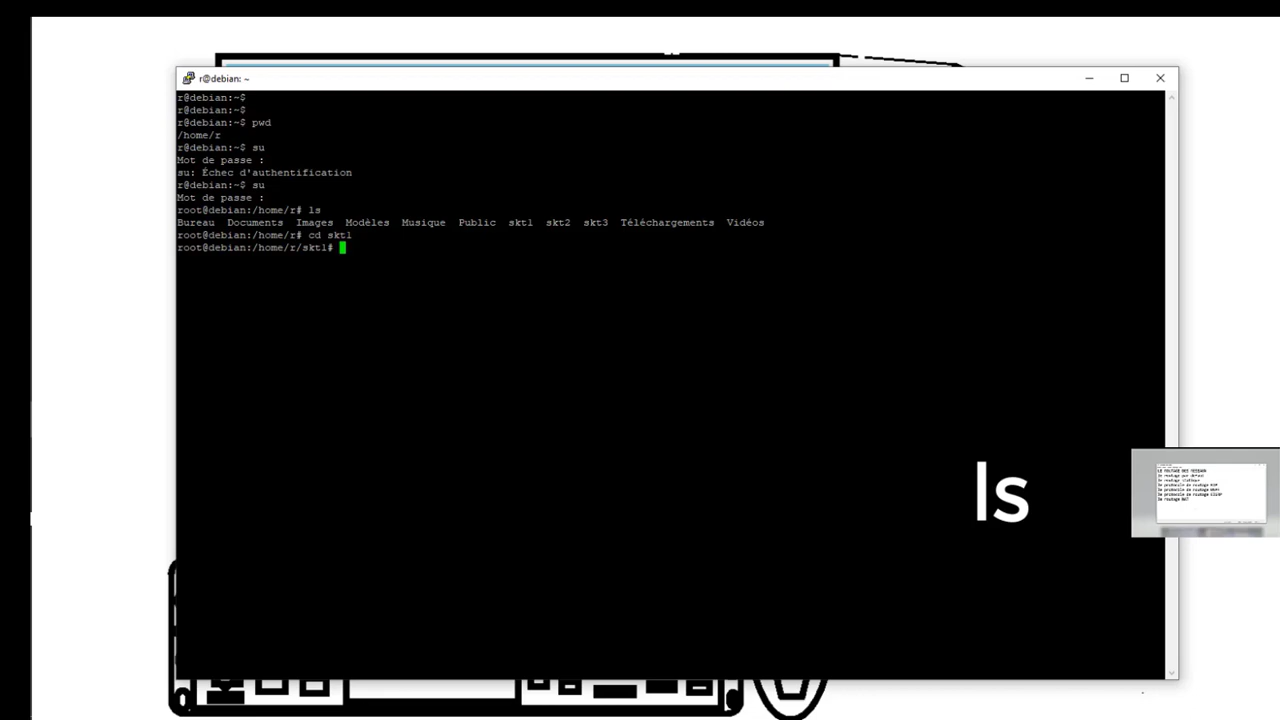 r@debian: ~
r@debian:~$
r@debian:~$
r@debian:~$ pwd
/home/r
r@debian:~$ su
Mot de passe :
su: Échec d'authentification
r@debian:~$ su
Mot de passe :
root@debian:/home/r# ls
Bureau Documents Images Modèles Musique Public skt1 skt2 skt3 Téléchargements Vidéos
root@debian:/home/r# cd skt1
root@debian:/home/r/skt1#
ls